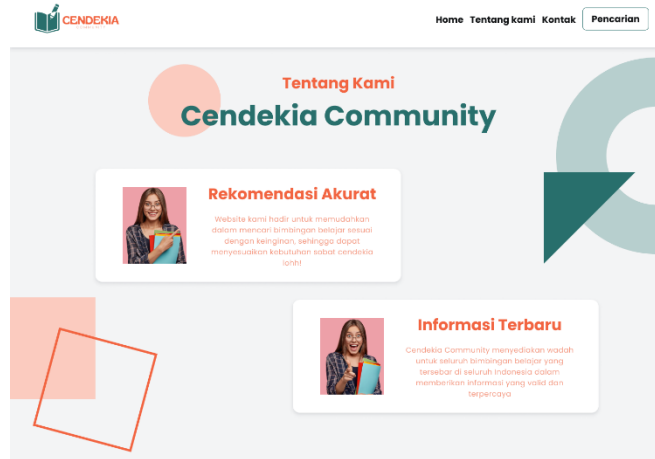 CENDEKIA
Home Tentang kami Kontak Pencarian
Tentang Kami
Cendekia Community
Rekomendasi Akurat
Website kami hadir untuk memudahkan
dalam mencari bimbingan belajar sesuai
dengan keinginan, sehingga dapat
menyesuaikan kebutuhan sobat cendekia
lohh!
Informasi Terbaru
Cendekia Community menyediakan wadah
untuk seluruh bimbingan belajar yang
tersebar di seluruh Indonesia dalam
memberikan informasi yang valid dan
terpercaya